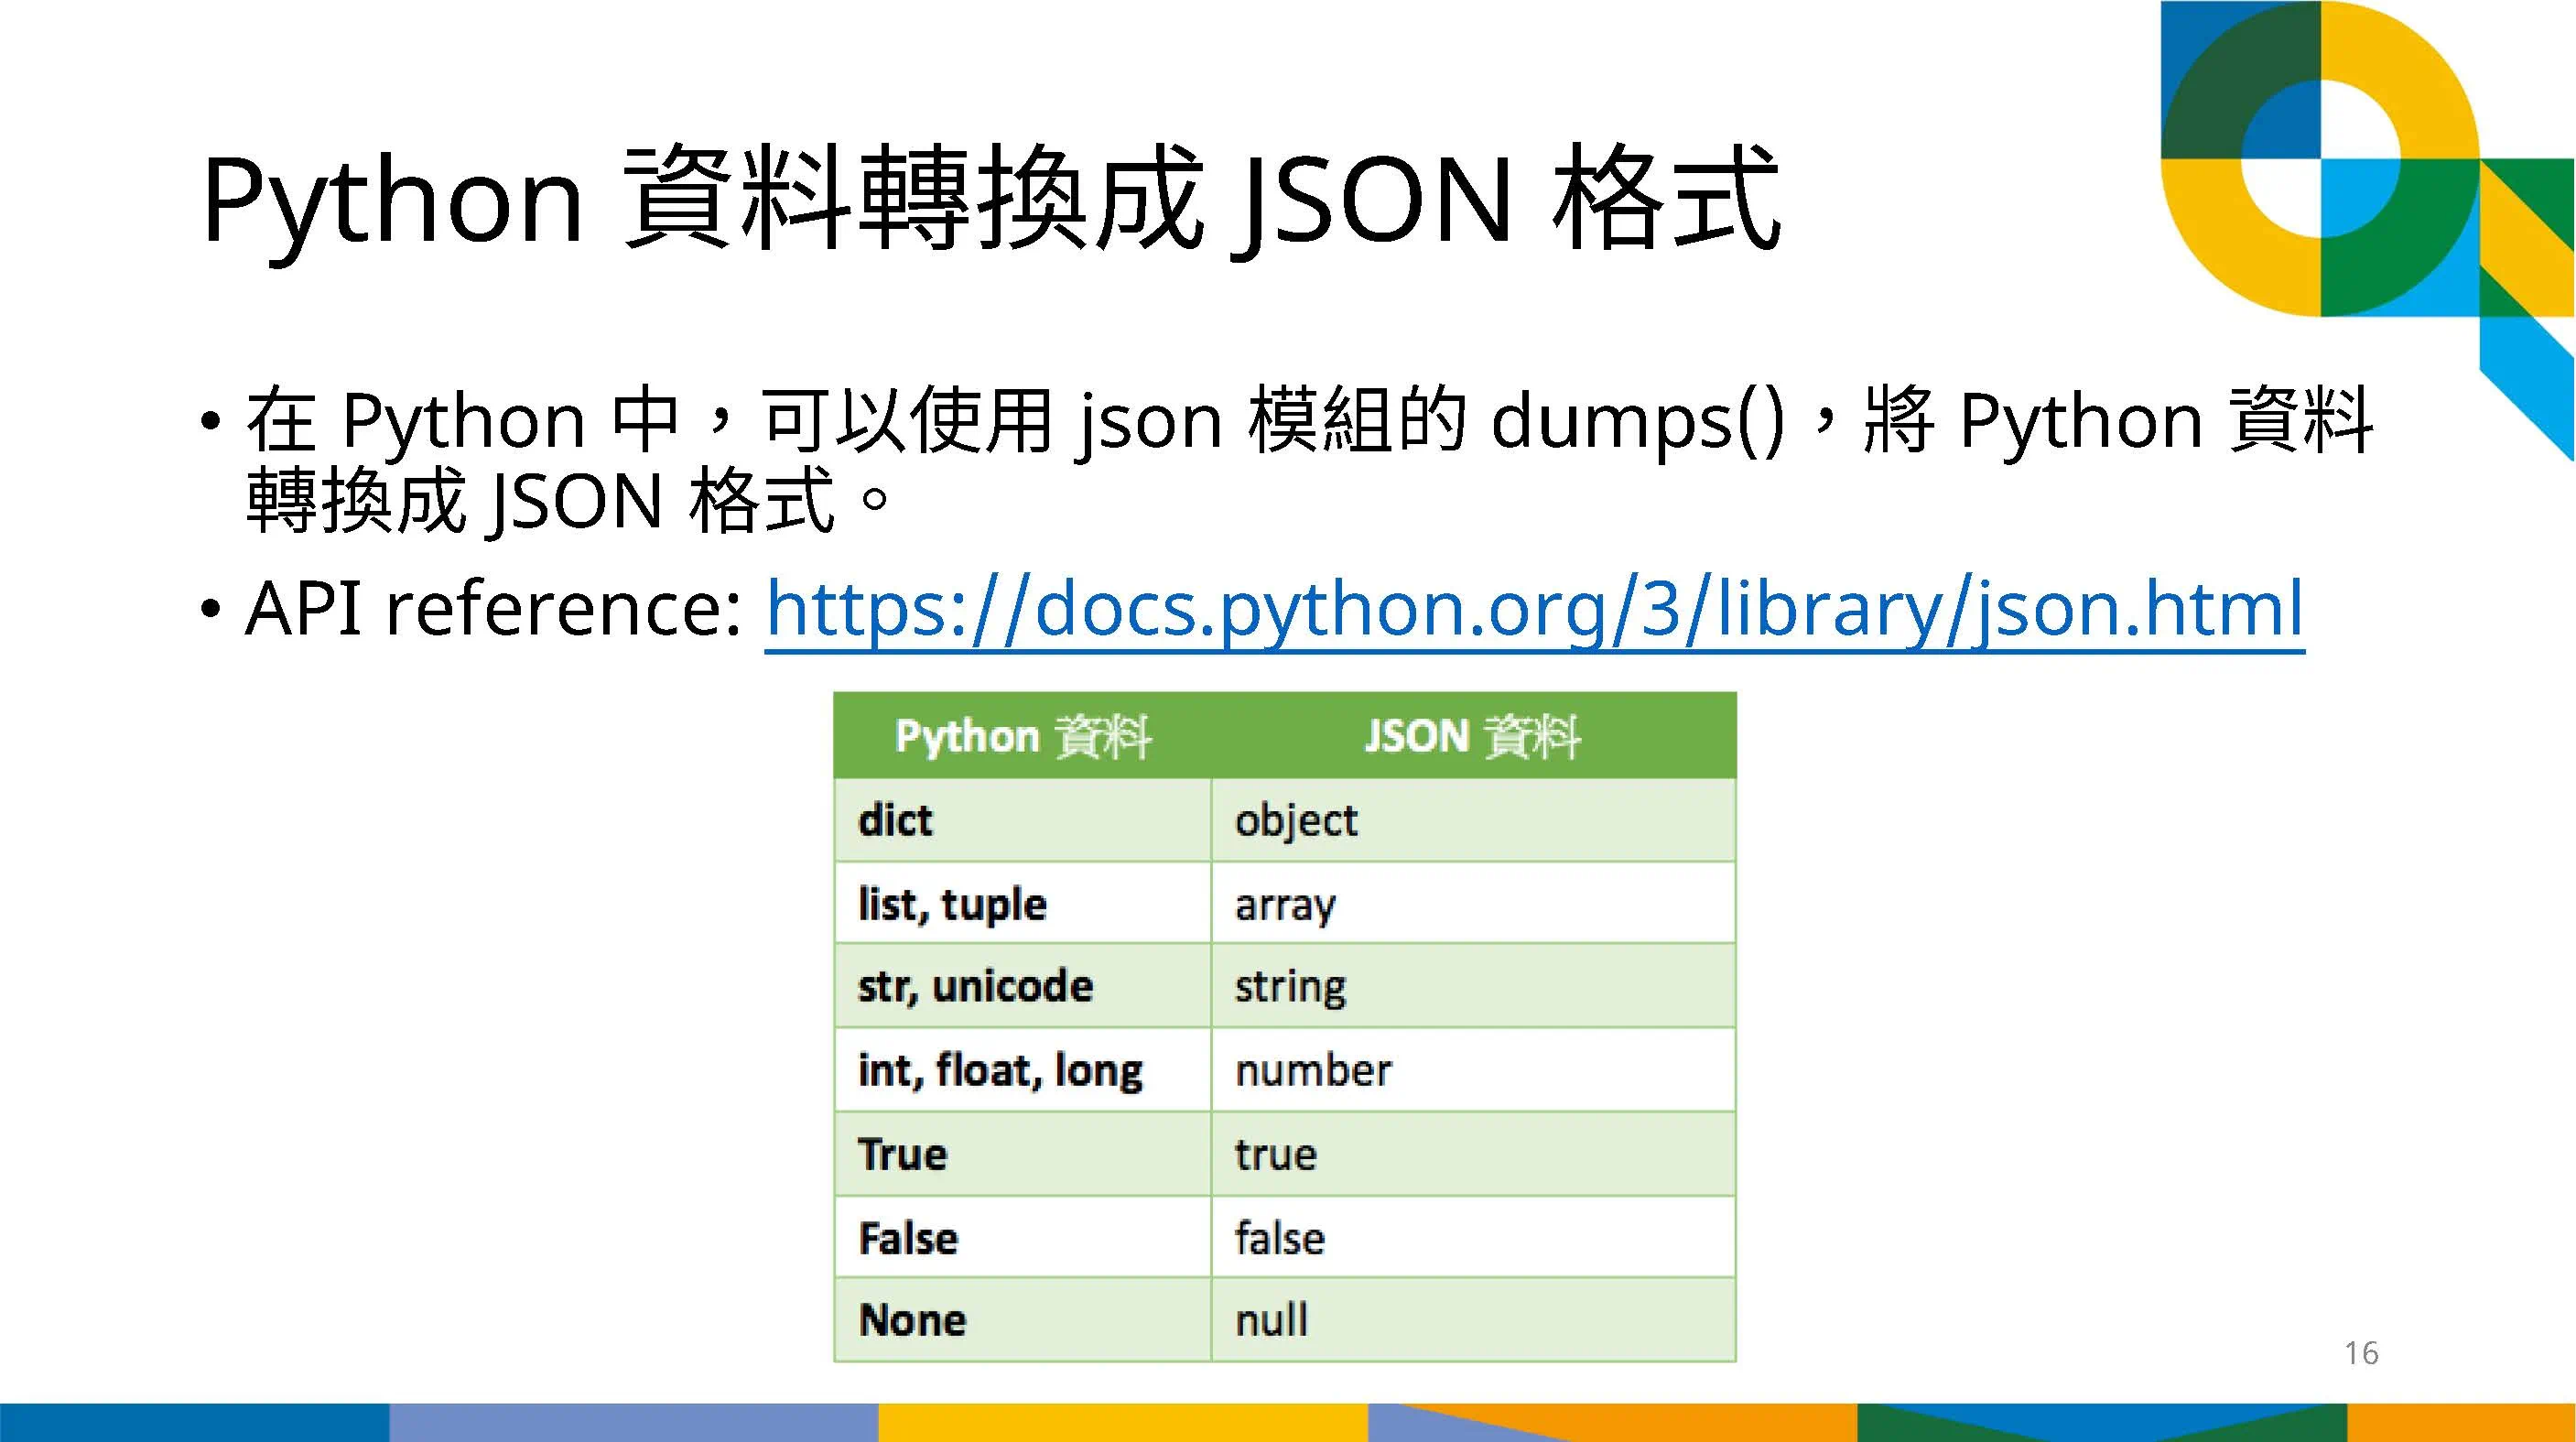 Python 資料轉換成 JSON 格式
• 在 Python 中，可以使用 json 模組的 dumps()，將 Python 資料
轉換成 JSON 格式。
• API reference: https://docs.python.org/3/library/json.html
Python 資料 JSON 資料
dict object
list, tuple array
str, unicode string
int, float, long number
True true
False false
None null
16